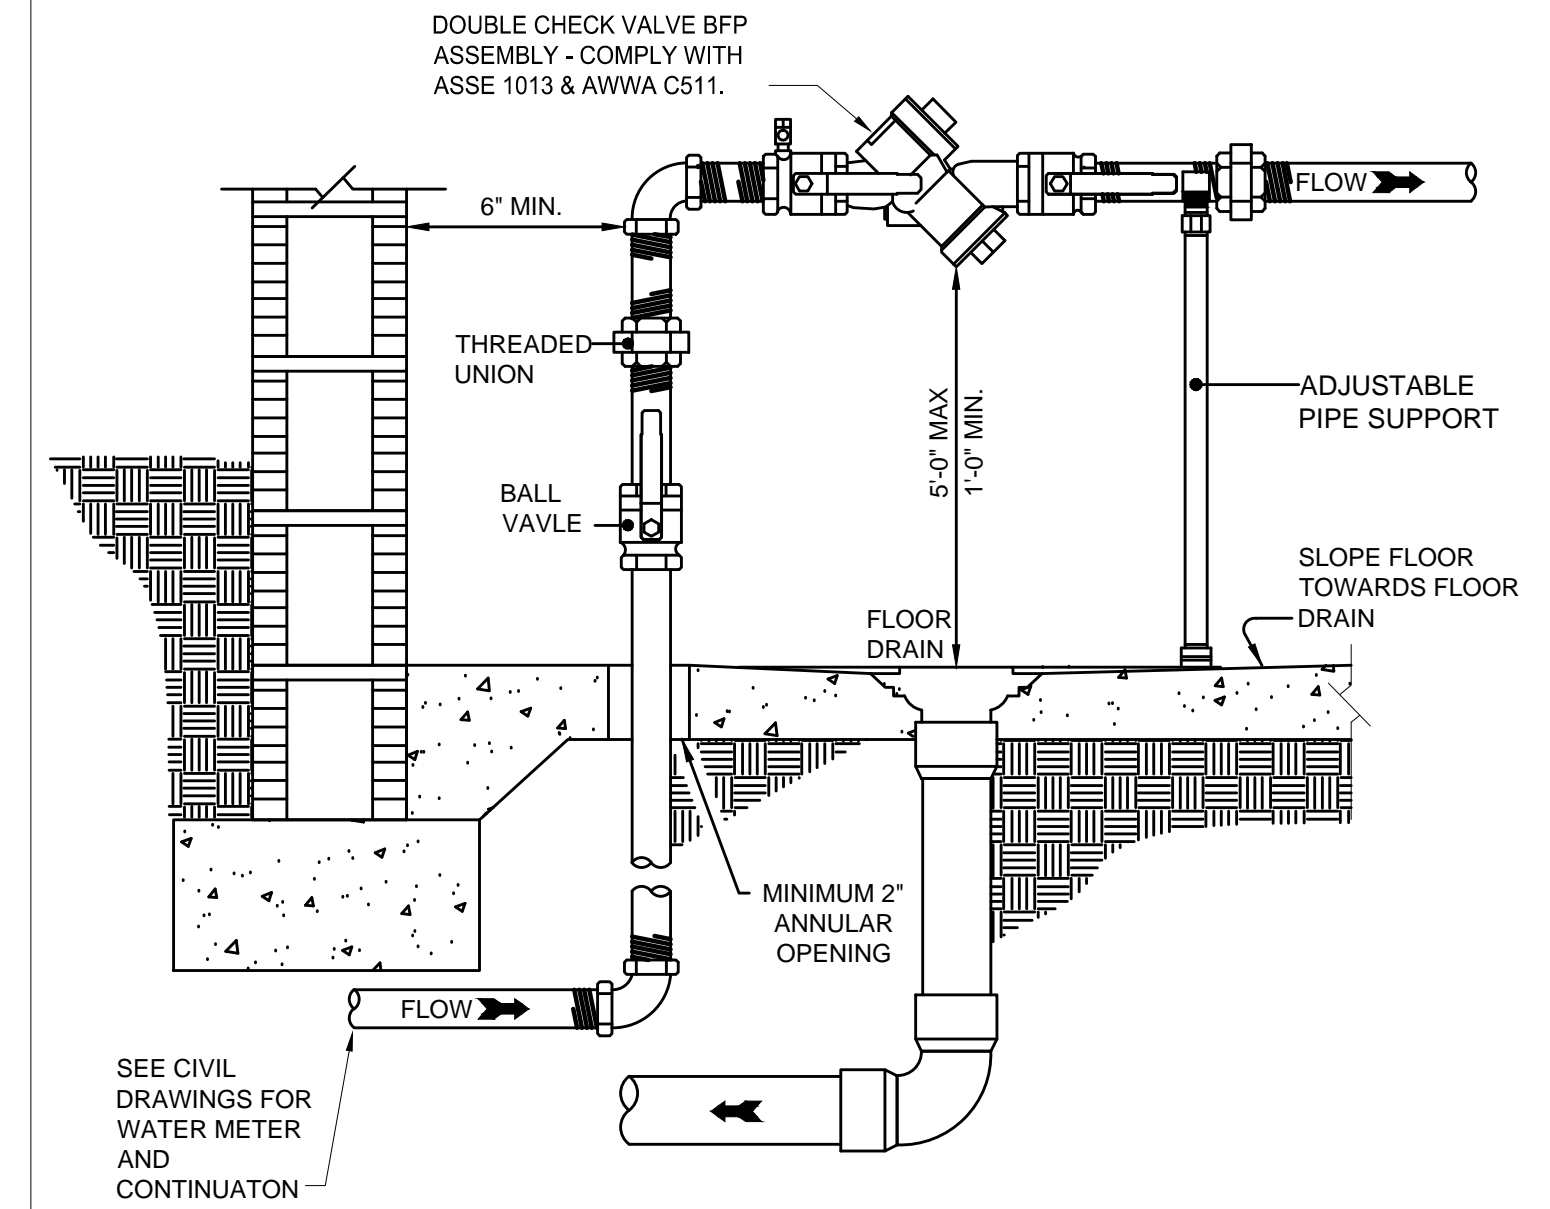 DOUBLE CHECK VALVE BFP
ASSEMBLY - COMPLY WITH
ASSE 1013 & AWWA C511.
6" MIN.
FLOW
THREADED
UNION
5'-0" MAX
1'-0" MIN.
ADJUSTABLE
PIPE SUPPORT
BALL
VAVLE
SLOPE FLOOR
TOWARDS FLOOR
DRAIN
FLOOR
DRAIN
MINIMUM 2"
ANNULAR
OPENING
FLOW
SEE CIVIL
DRAWINGS FOR
WATER METER
AND
CONTINUATON